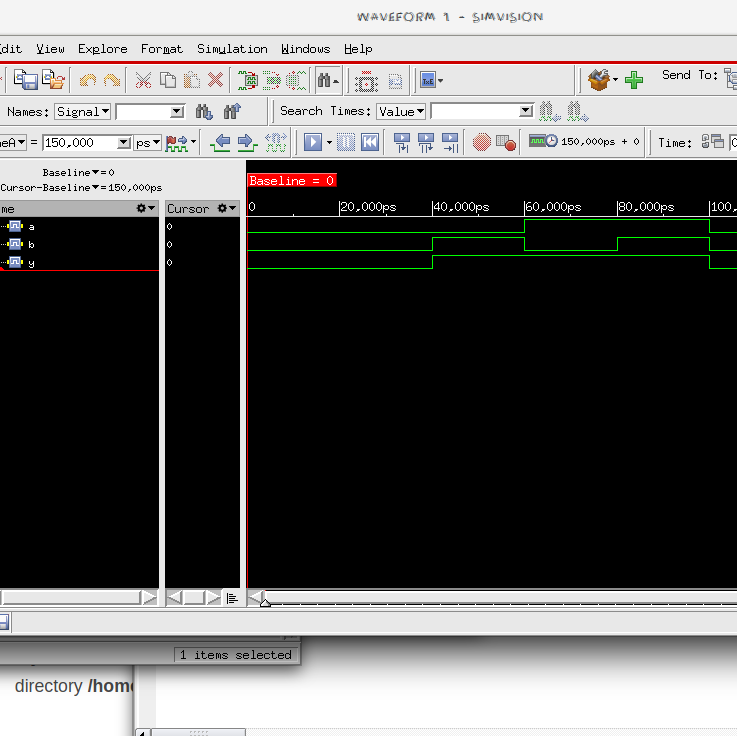 WAVEFORM 1 - SIMVISION
dit View Explore Format Simulation Windows Help
Send To:
Names: Signal Search Times: Value
eA = 150,000 ps 150,000ps + 0 Time:
Baseline=0
Cursor-Baseline=150,000ps
Baseline = 0
me Cursor 0 20,000ps 40,000ps 60,000ps 80,000ps 100,
a 0
b 0
y 0
1 items selected
directory /home